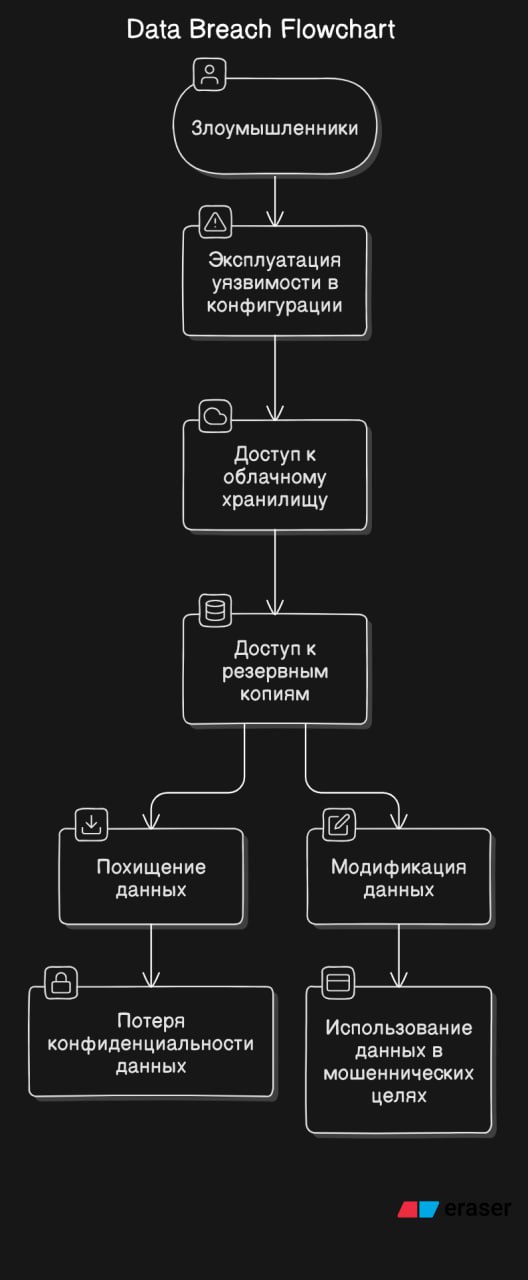 Data Breach Flowchart
Злоумышленники
Эксплуатация
уязвимости в
конфигурации
Доступ к
облачному
хранилищу
Доступ к
резервным
копиям
Похищение
данных
Модификация
данных
Потеря
конфиденциальности
данных
Использование
данных в
мошеннических
целях
eraser